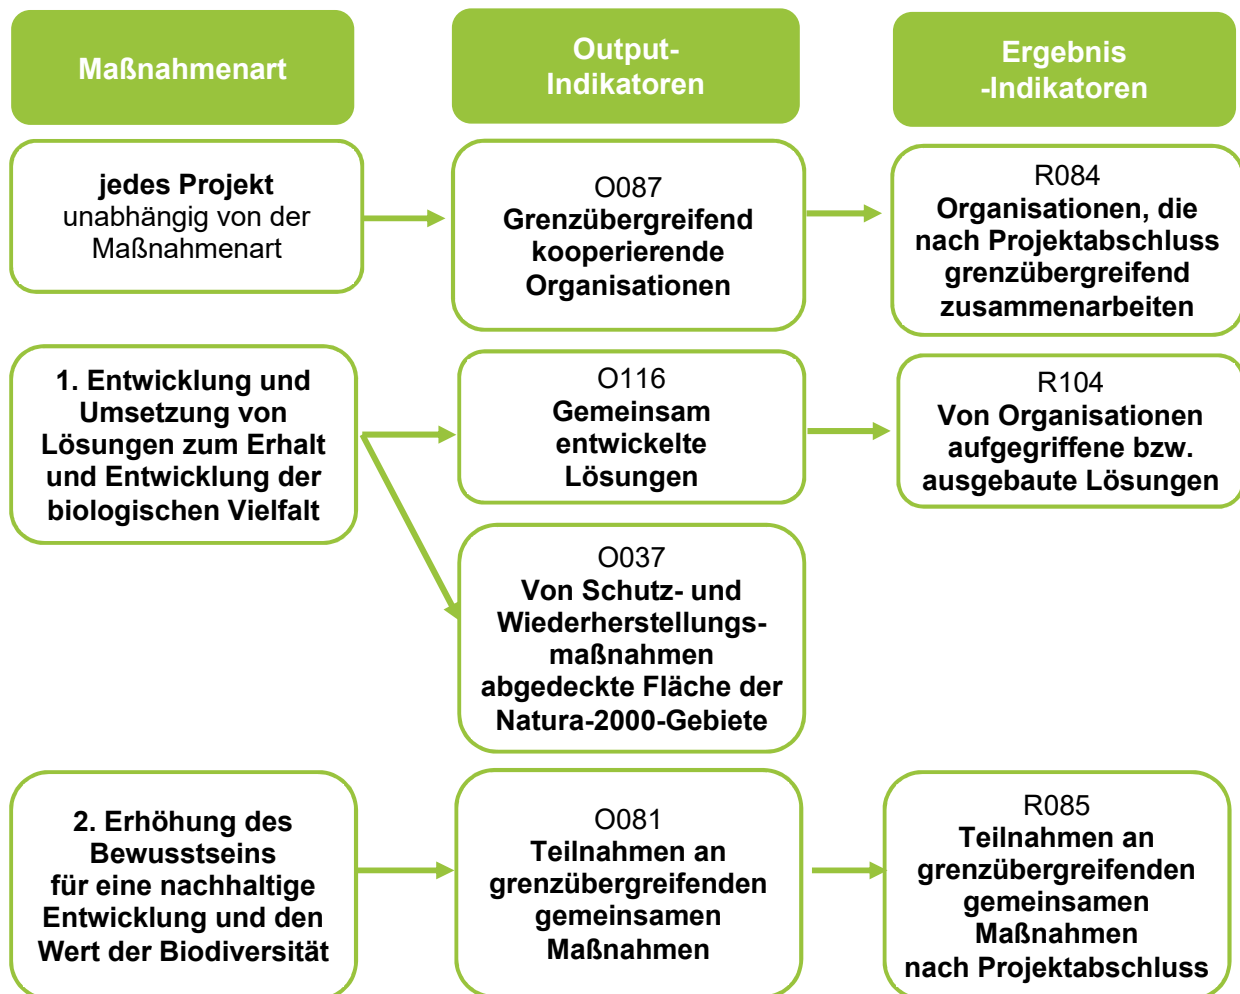 Maßnahmenart
Output-
Indikatoren
Ergebnis
-Indikatoren
jedes Projekt
unabhängig von der
Maßnahmenart
O087
Grenzübergreifend
kooperierende
Organisationen
R084
Organisationen, die
nach Projektabschluss
grenzübergreifend
zusammenarbeiten
1. Entwicklung und
Umsetzung von
Lösungen zum Erhalt
und Entwicklung der
biologischen Vielfalt
O116
Gemeinsam
entwickelte
Lösungen
R104
Von Organisationen
aufgegriffene bzw.
ausgebaute Lösungen
O037
Von Schutz- und
Wiederherstellungs-
maßnahmen
abgedeckte Fläche der
Natura-2000-Gebiete
2. Erhöhung des
Bewusstseins
für eine nachhaltige
Entwicklung und den
Wert der Biodiversität
O081
Teilnahmen an
grenzübergreifenden
gemeinsamen
Maßnahmen
R085
Teilnahmen an
grenzübergreifenden
gemeinsamen
Maßnahmen
nach Projektabschluss